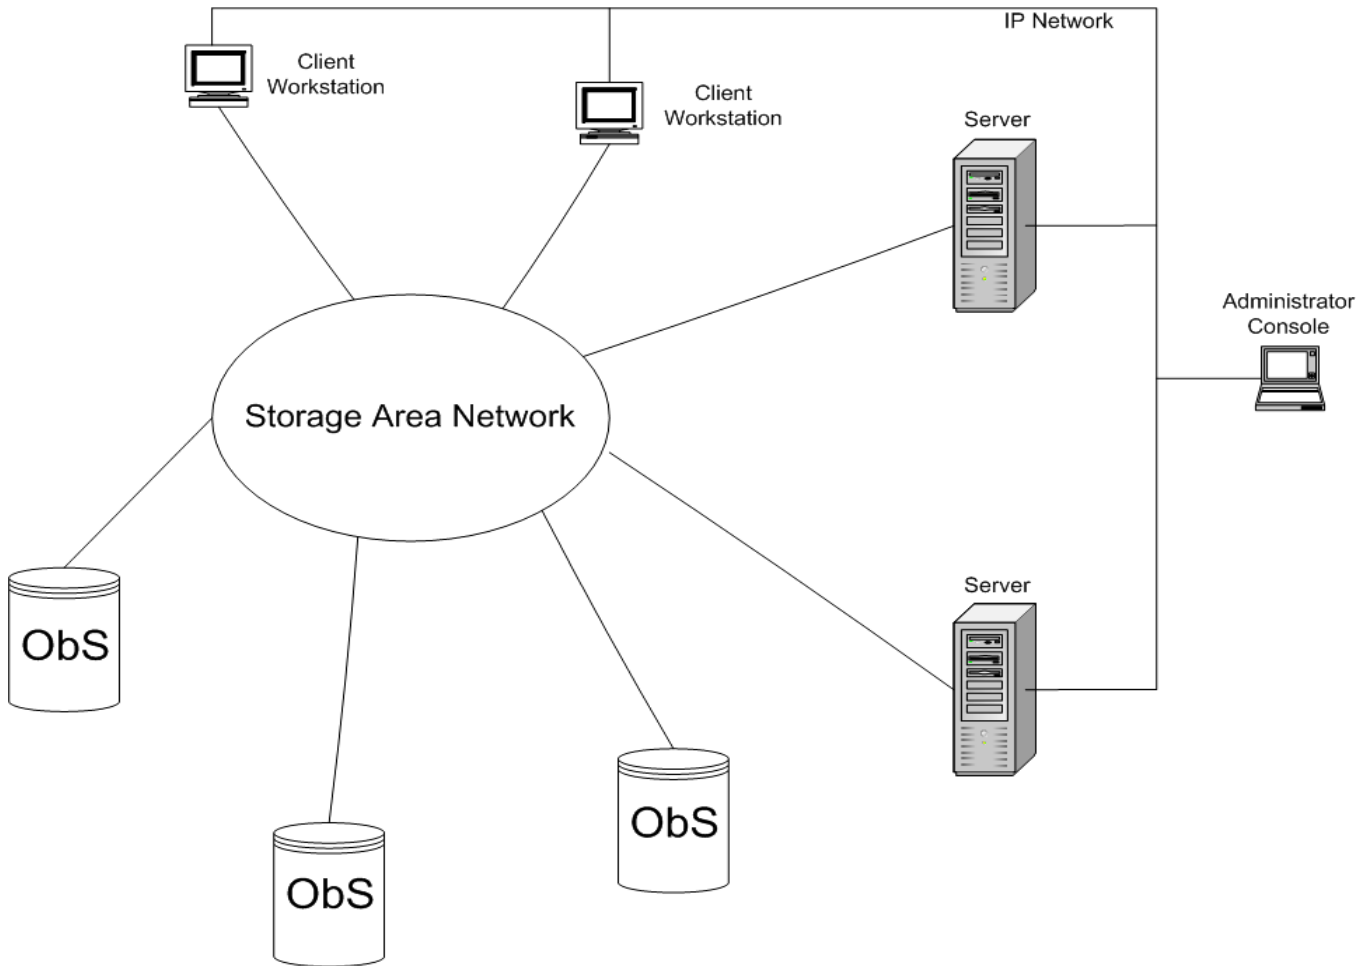 IP Network
Client
Workstation
Client
Workstation
Server
Administrator
Console
Storage Area Network
Server
ObS
ObS
ObS